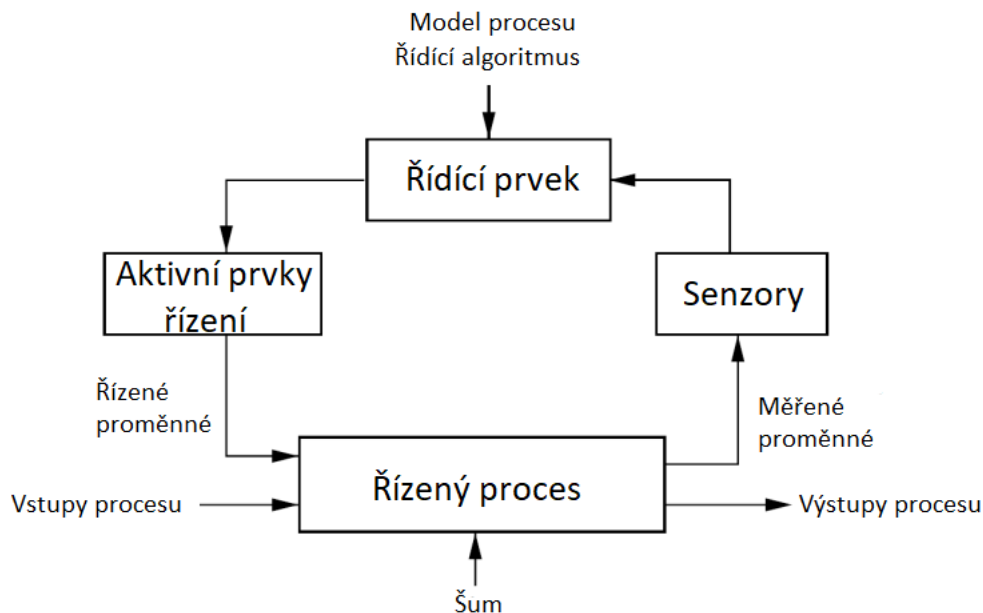 Model procesu
Řídící algoritmus
Řídící prvek
Aktivní prvky
řízení
Senzory
Řízené
proměnné
Měřené
proměnné
Řízený proces
Vstupy procesu
Výstupy procesu
Šum